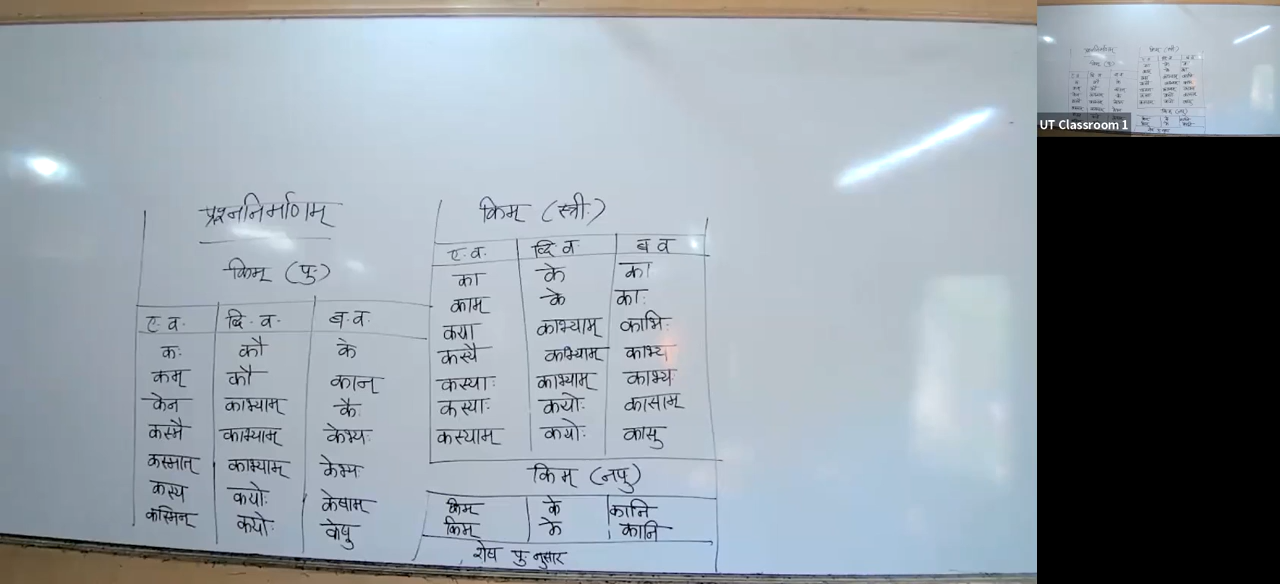 प्रश्ननिर्माणम्
किम् (पु.)
ए. व. द्वि. व. ब. व.
कः कौ के
कम् कौ कान्
केन काभ्याम् कैः
कस्मै काभ्याम् केभ्यः
कस्मात् काभ्याम् केभ्यः
कस्य कयोः केषाम्
कस्मिन् कयोः केषु
किम् (स्त्री.)
ए. व. द्वि व. ब व
का के काः
काम् के काः
कया काभ्याम् काभिः
कस्यै काभ्याम् काभ्यः
कस्याः काभ्याम् काभ्यः
कस्याः कयोः कासाम्
कस्याम् कयोः कासु
किम् (नपु)
किम् के कानि
किम् के कानि
शेष पुः नुसार
UT Classroom 1